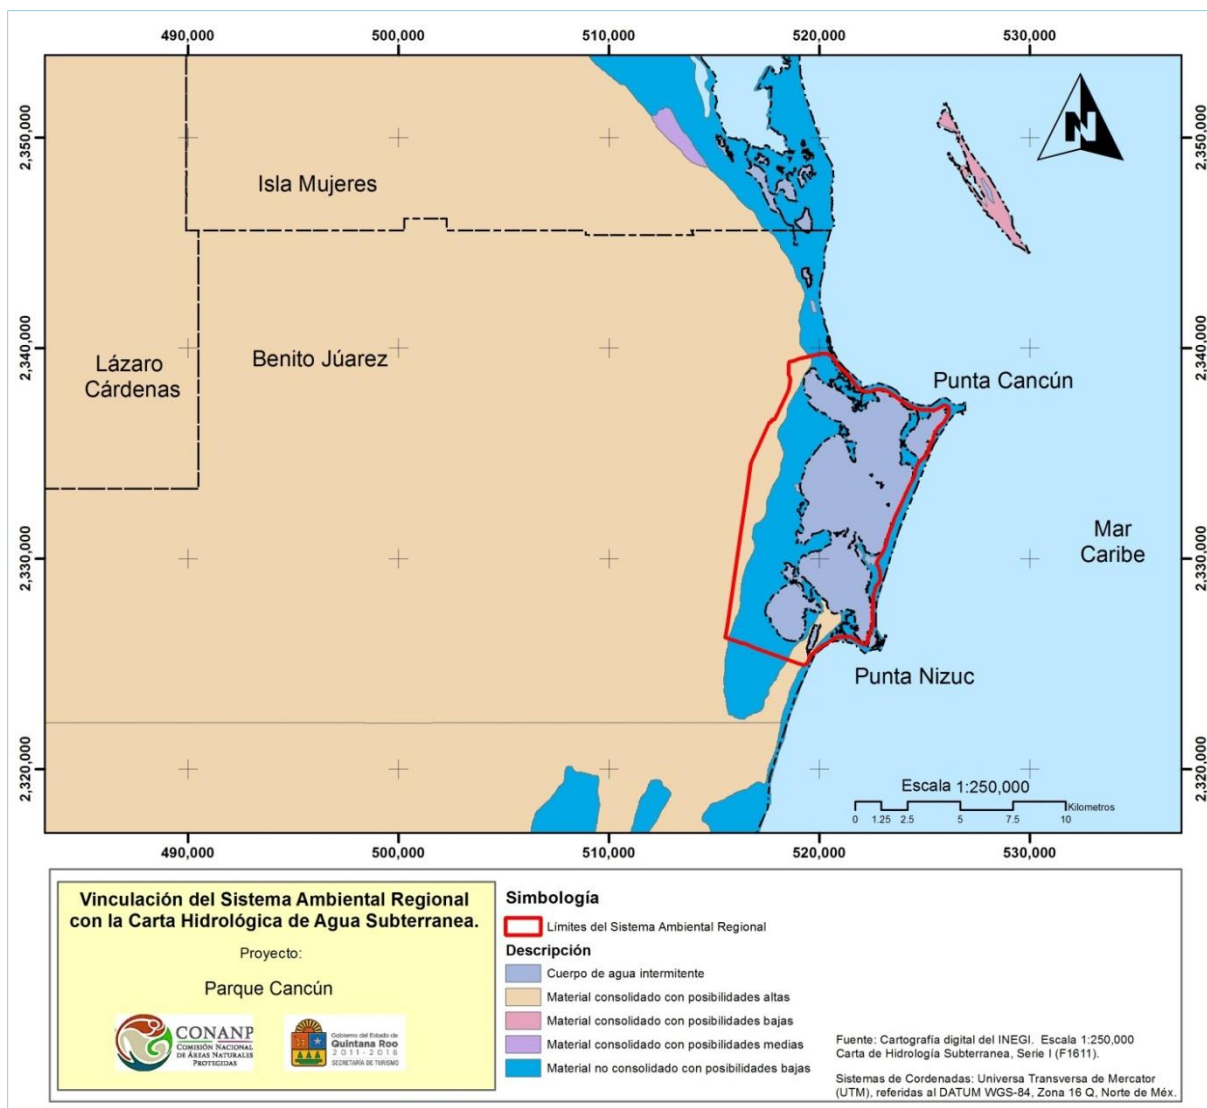 490,000
500,000
510,000
520,000
530,000
2,350,000
2,350,000
N
Isla Mujeres
2,340,000
2,340,000
Lázaro
Cárdenas
Benito Júarez
Punta Cancún
Mar
Caribe
2,330,000
2,330,000
Punta Nizuc
2,320,000
2,320,000
Escala 1:250,000
Kilometros
0 1.25 2.5 5 7.5 10
490,000
500,000
510,000
520,000
530,000
Vinculación del Sistema Ambiental Regional
con la Carta Hidrológica de Agua Subterranea.
Proyecto:
Parque Cancún
CONANP
COMISIÓN NACIONAL
DE ÁREAS NATURALES
PROTEGIDAS
Gobierno del Estado de
Quintana Roo
2011-2016
SECRETARÍA DE TURISMO
Simbología
Límites del Sistema Ambiental Regional
Descripción
Cuerpo de agua intermitente
Material consolidado con posibilidades altas
Material consolidado con posibilidades bajas
Material consolidado con posibilidades medias
Material no consolidado con posibilidades bajas
Fuente: Cartografía digital del INEGI. Escala 1:250,000
Carta de Hidrología Subterranea, Serie I (F1611).
Sistemas de Cordenadas: Universa Transversa de Mercator
(UTM), referidas al DATUM WGS-84, Zona 16 Q, Norte de Méx.